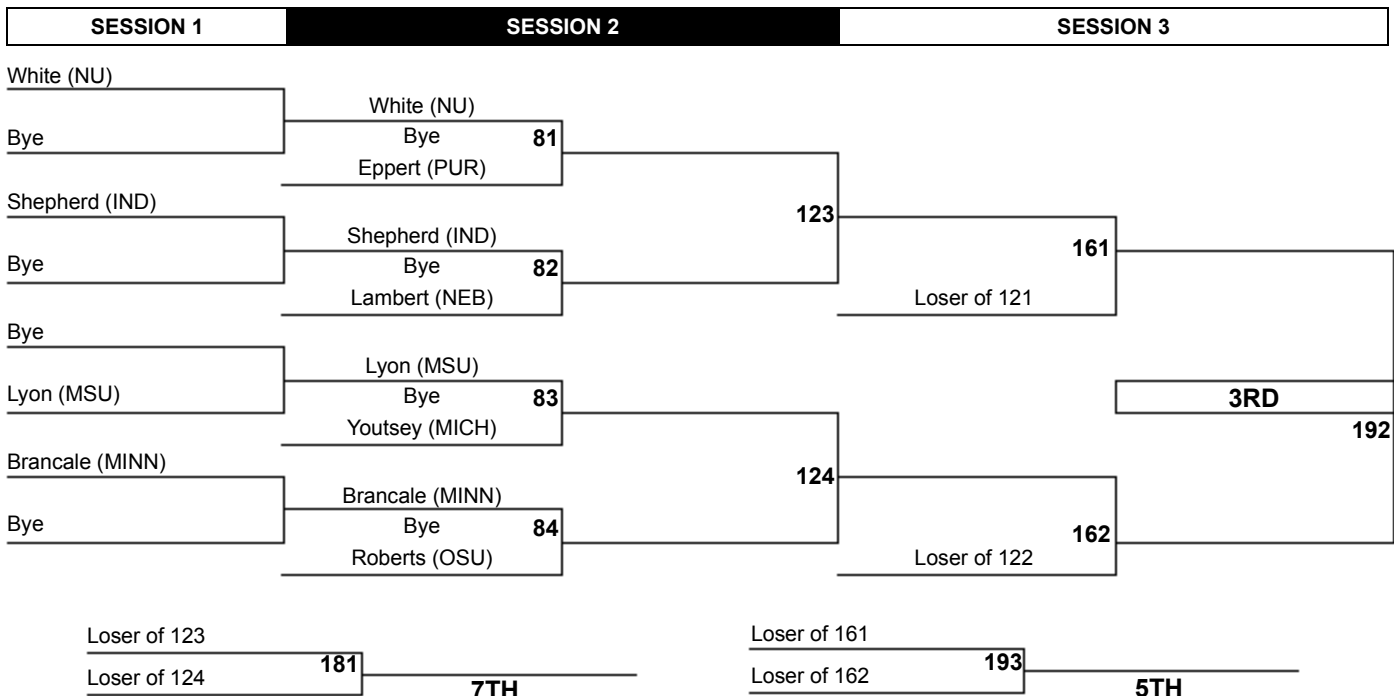 SESSION 1 SESSION 2 SESSION 3
White (NU)
White (NU)
Bye
Bye 81
Eppert (PUR)
Shepherd (IND)
123
Shepherd (IND)
161
Bye
Bye 82
Lambert (NEB)
Loser of 121
Bye
Lyon (MSU)
Lyon (MSU)
Bye 83
3RD
Youtsey (MICH)
192
Brancale (MINN)
124
Brancale (MINN)
Bye
Bye 84
162
Roberts (OSU)
Loser of 122
Loser of 123
Loser of 161
181
193
Loser of 124
Loser of 162
7TH
5TH